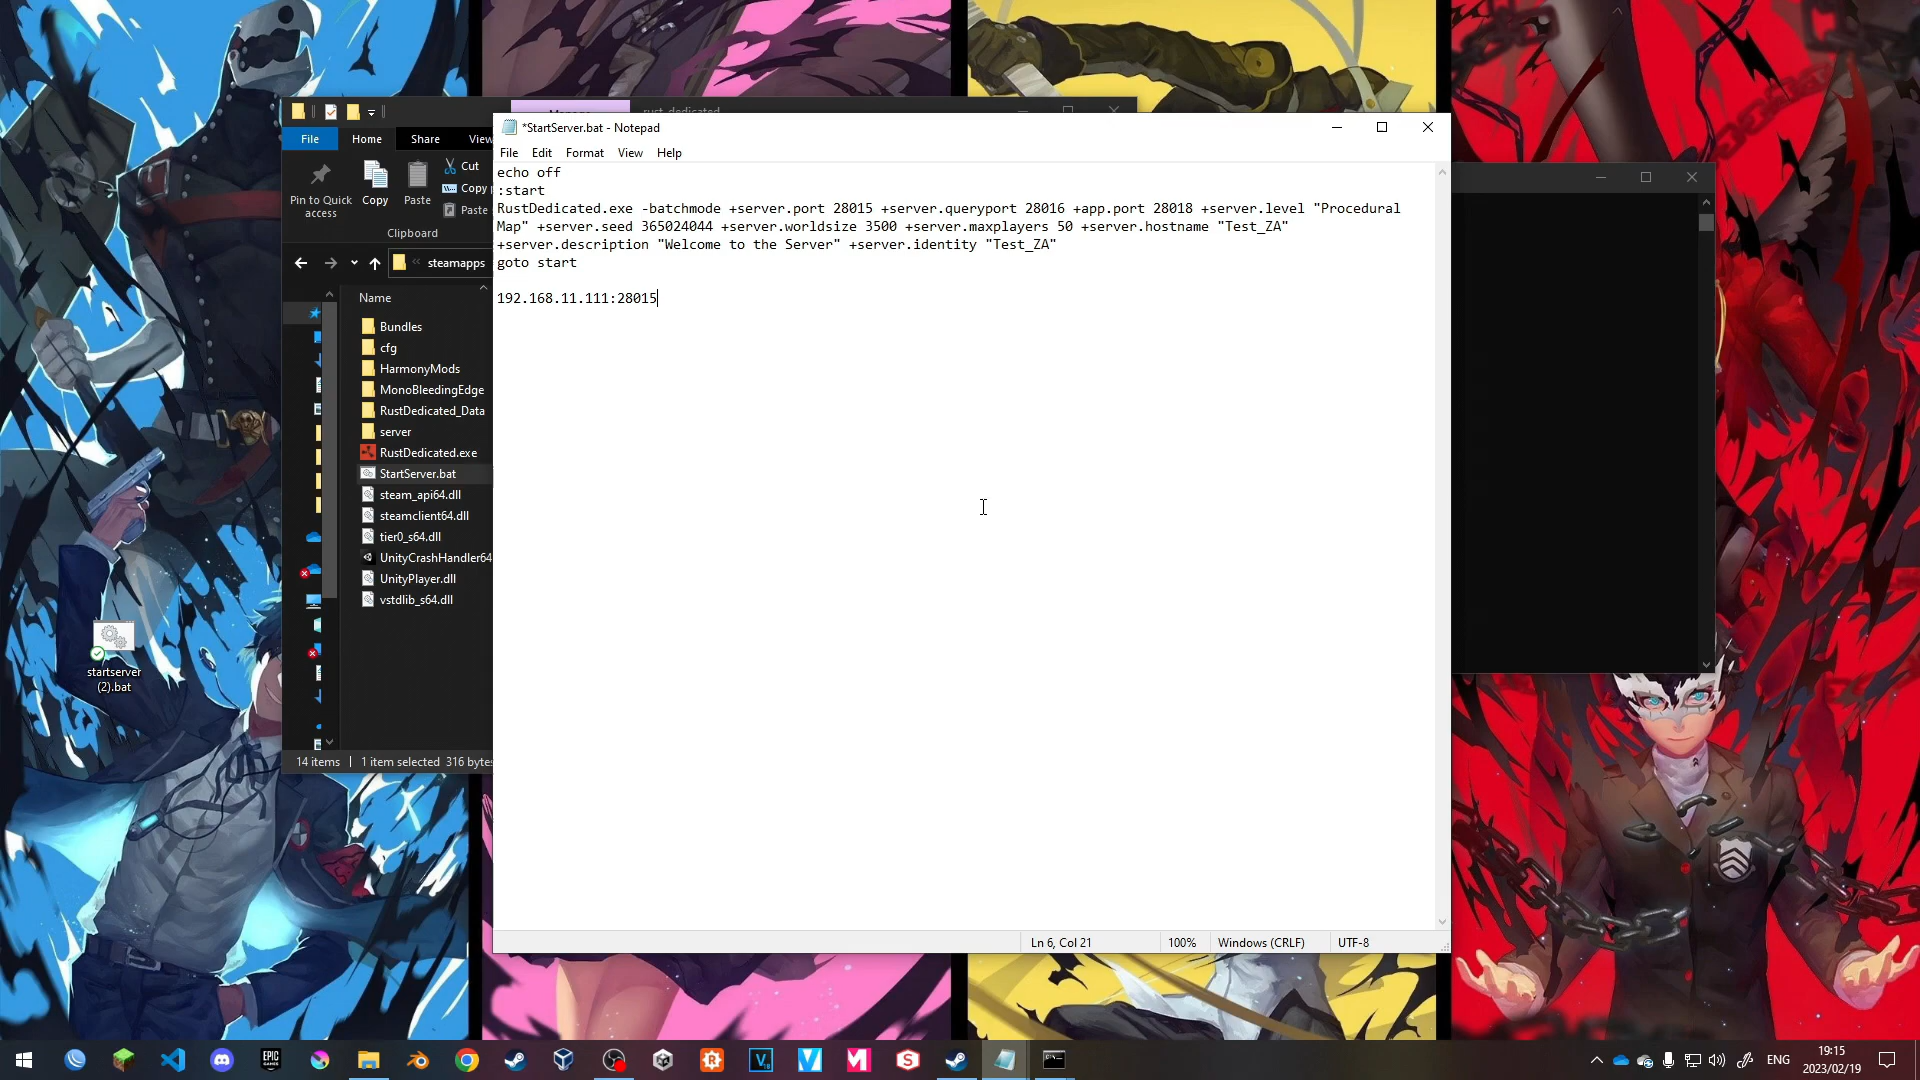 rust_dedicated
File
Home
Share
View
*StartServer.bat - Notepad
File Edit Format View Help
Pin to Quick access
Copy
Paste
Cut
Copy
Paste
Clipboard
steamapps
echo off
:start
RustDedicated.exe -batchmode +server.port 28015 +server.queryport 28016 +app.port 28018 +server.level "Procedural
Map" +server.seed 365024044 +server.worldsize 3500 +server.maxplayers 50 +server.hostname "Test_ZA"
+server.description "Welcome to the Server" +server.identity "Test_ZA"
goto start
192.168.11.111:28015
Name
Bundles
cfg
HarmonyMods
MonoBleedingEdge
RustDedicated_Data
server
RustDedicated.exe
StartServer.bat
steam_api64.dll
steamclient64.dll
tier0_s64.dll
UnityCrashHandler64
UnityPlayer.dll
vstdlib_s64.dll
14 items
1 item selected 316 bytes
startserver
(2).bat
Ln 6, Col 21
100%
Windows (CRLF)
UTF-8
EPIC
GAMES
ENG
19:15
2023/02/19